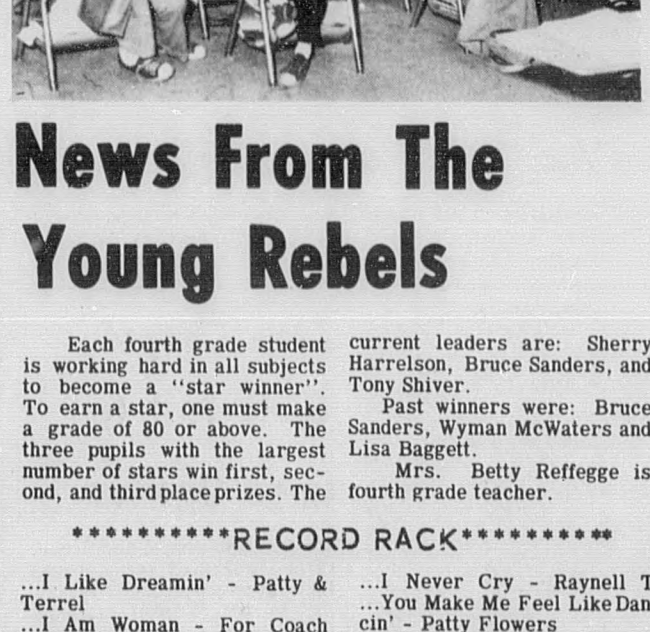 News From The
Young Rebels
Each fourth grade student
is working hard in all subjects
to become a "star winner".
To earn a star, one must make
a grade of 80 or above. The
three pupils with the largest
number of stars win first, sec-
ond, and third place prizes. The
current leaders are: Sherry
Harrelson, Bruce Sanders, and
Tony Shiver.
Past winners were: Bruce
Sanders, Wyman McWaters and
Lisa Baggett.
Mrs. Betty Reffegge is
fourth grade teacher.
**********RECORD RACK**********
...I Like Dreamin' - Patty &
Terrel
...I Am Woman - For Coach
...I Never Cry - Raynell T
...You Make Me Feel Like Dan
cin' - Patty Flowers